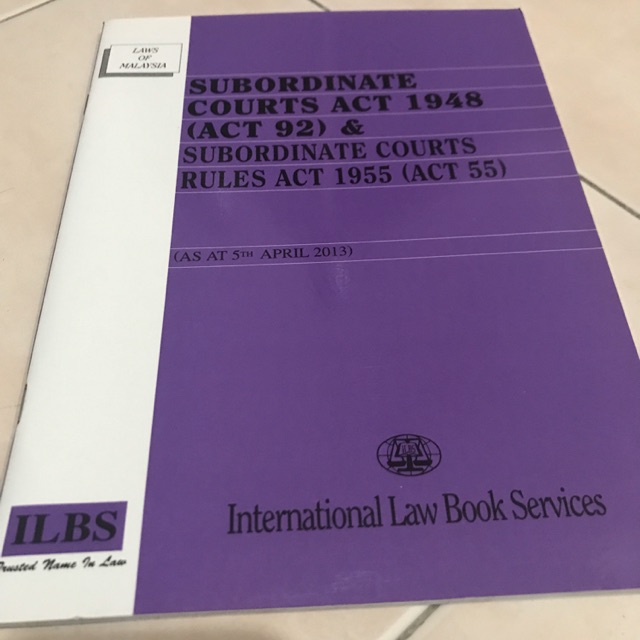 LAWS
OF
MALAYSIA
SUBORDINATE
COURTS ACT 1948
(ACT 92) &
SUBORDINATE COURTS
RULES ACT 1955 (ACT 55)
(AS AT 5TH APRIL 2013)
International Law Book Services
ILBS
Trusted Name In Law